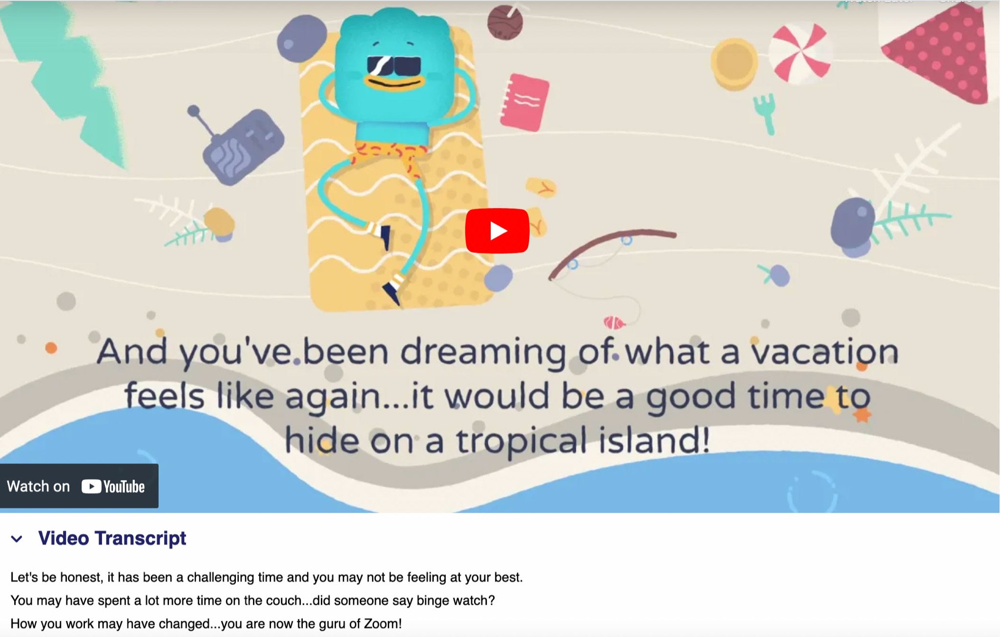 And you've been dreaming of what a vacation
feels like again...it would be a good time to
hide on a tropical island!
Watch on YouTube
Video Transcript
Let's be honest, it has been a challenging time and you may not be feeling at your best.
You may have spent a lot more time on the couch...did someone say binge watch?
How you work may have changed...you are now the guru of Zoom!